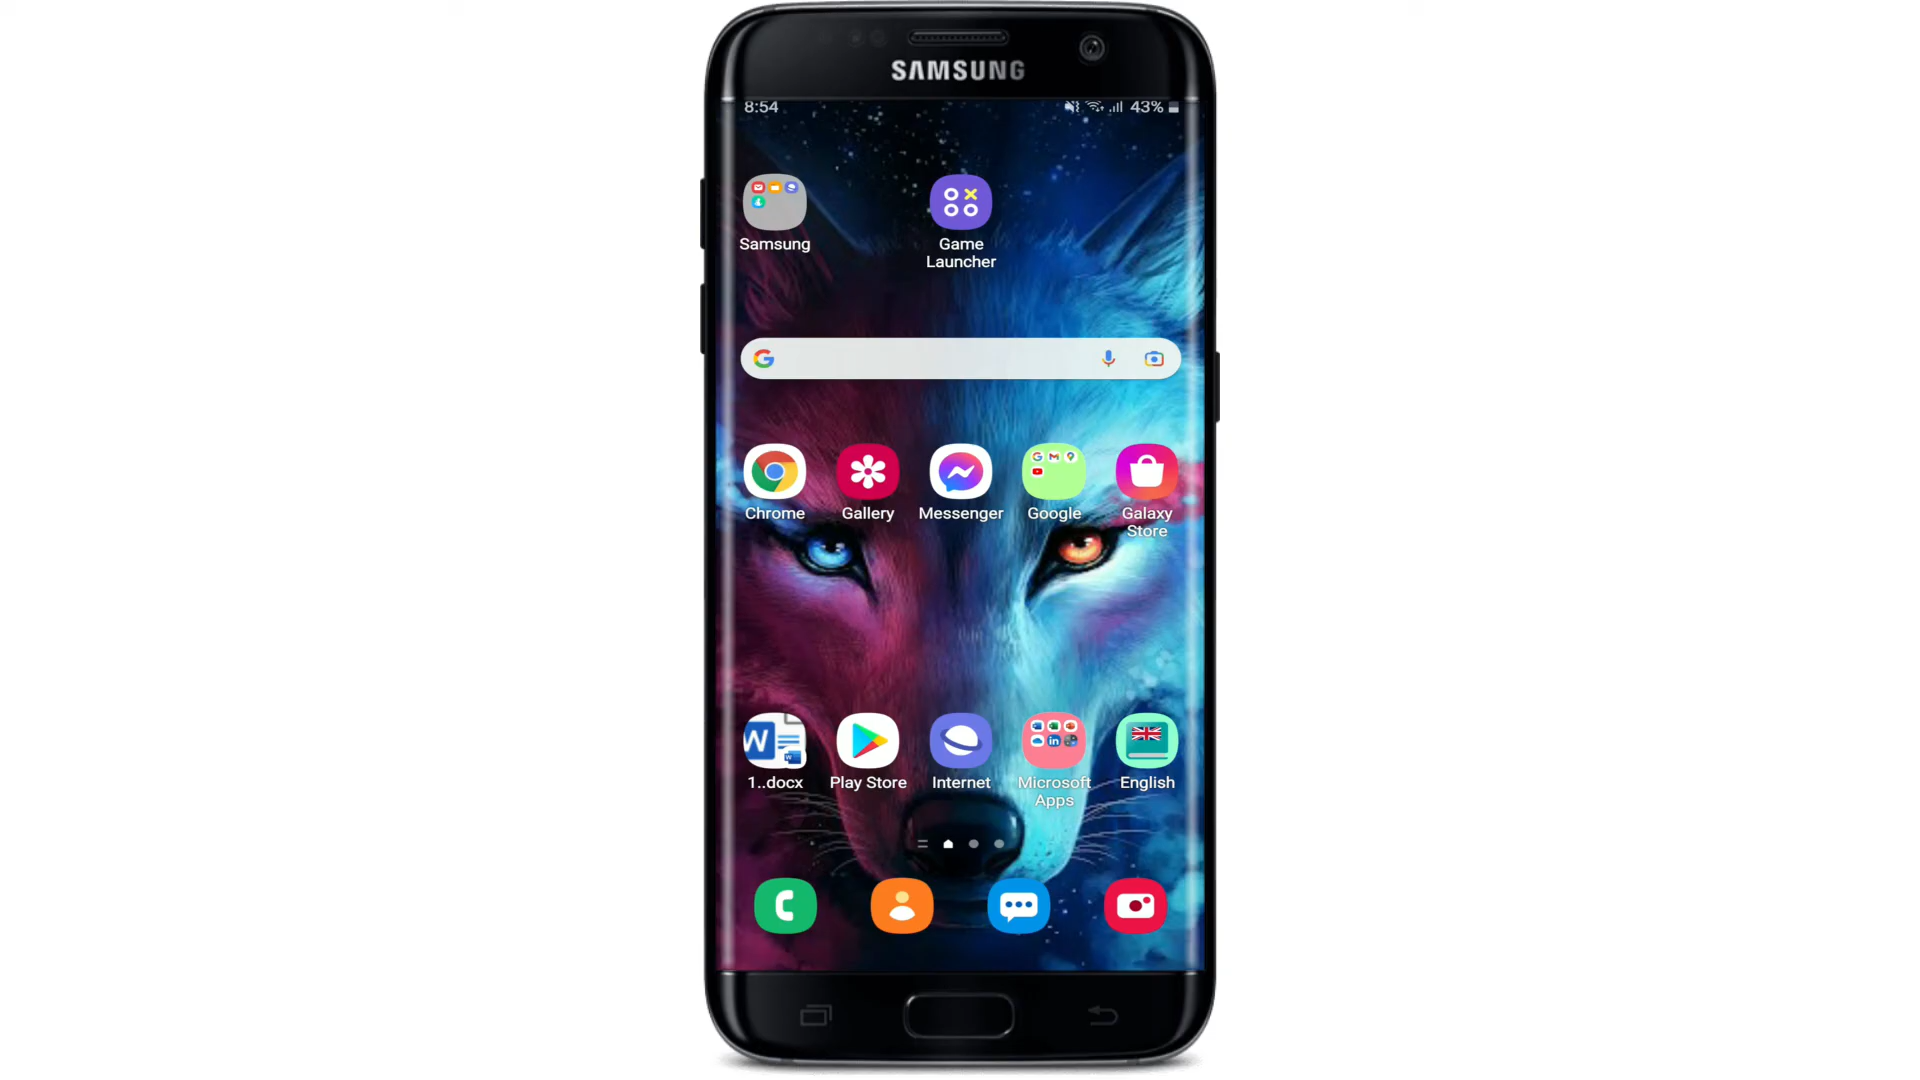 SAMSUNG
8:54
43%
Samsung
Game
Launcher
Chrome
Gallery
Messenger
Google
Galaxy
Store
1..docx
Play Store
Internet
Microsoft
Apps
English